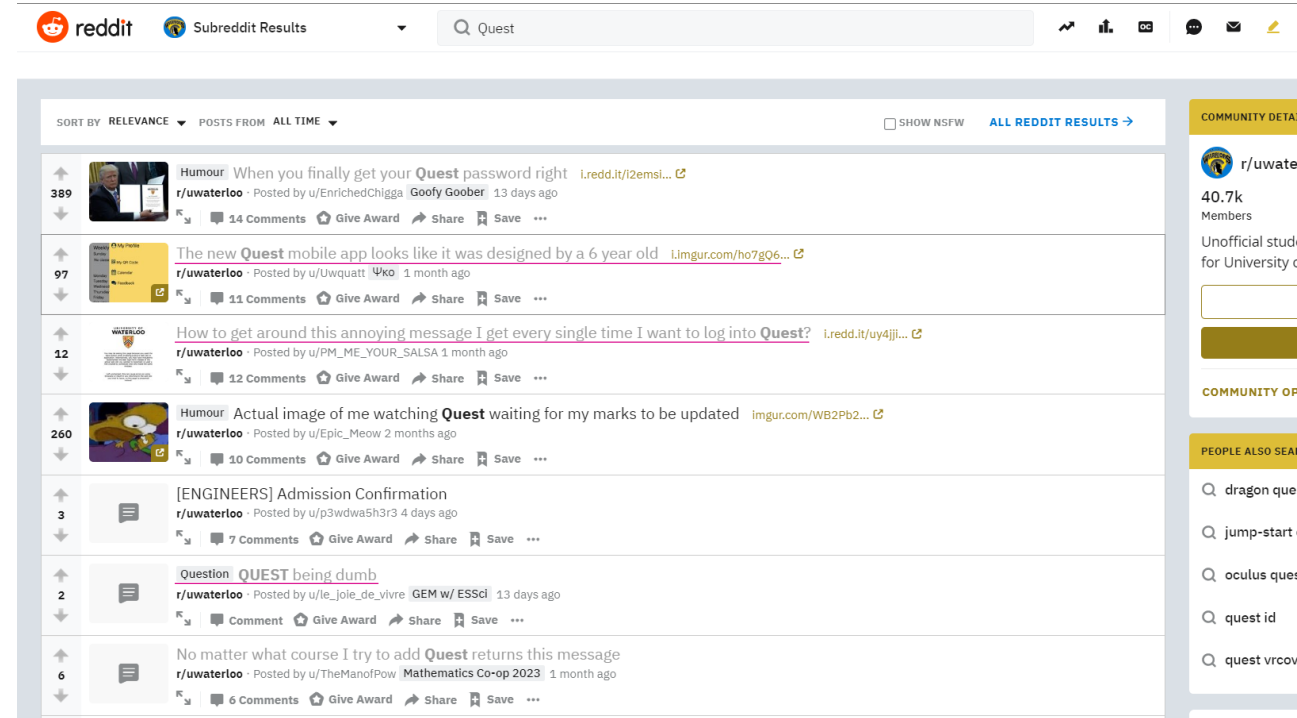 reddit Subreddit Results Quest
SORT BY RELEVANCE POSTS FROM ALL TIME SHOW NSFW ALL REDDIT RESULTS →
389
Humour When you finally get your Quest password right i.redd.it/i2emsi...
r/uwaterloo · Posted by u/EnrichedChigga Goofy Goober 13 days ago
14 Comments Give Award Share Save ...
97
The new Quest mobile app looks like it was designed by a 6 year old i.imgur.com/ho7gQ6...
r/uwaterloo · Posted by u/Uwquatt ΨΚΟ 1 month ago
11 Comments Give Award Share Save ...
My Profile
My QR Code
Calendar
Feedback
12
How to get around this annoying message I get every single time I want to log into Quest? i.redd.it/uy4jji...
r/uwaterloo · Posted by u/PM_ME_YOUR_SALSA 1 month ago
12 Comments Give Award Share Save ...
WATERLOO
260
Humour Actual image of me watching Quest waiting for my marks to be updated imgur.com/WB2Pb2...
r/uwaterloo · Posted by u/Epic_Meow 2 months ago
10 Comments Give Award Share Save ...
3
[ENGINEERS] Admission Confirmation
r/uwaterloo · Posted by u/p3wdwa5h3r3 4 days ago
7 Comments Give Award Share Save ...
2
Question QUEST being dumb
r/uwaterloo · Posted by u/le_joie_de_vivre GEM w/ ESSci 13 days ago
Comment Give Award Share Save ...
6
No matter what course I try to add Quest returns this message
r/uwaterloo · Posted by u/TheManofPow Mathematics Co-op 2023 1 month ago
6 Comments Give Award Share Save ...
COMMUNITY DETAI
r/uwate
40.7k
Members
Unofficial stude
for University o
COMMUNITY OP
PEOPLE ALSO SEA
dragon que
jump-start
oculus ques
quest id
quest vrcov